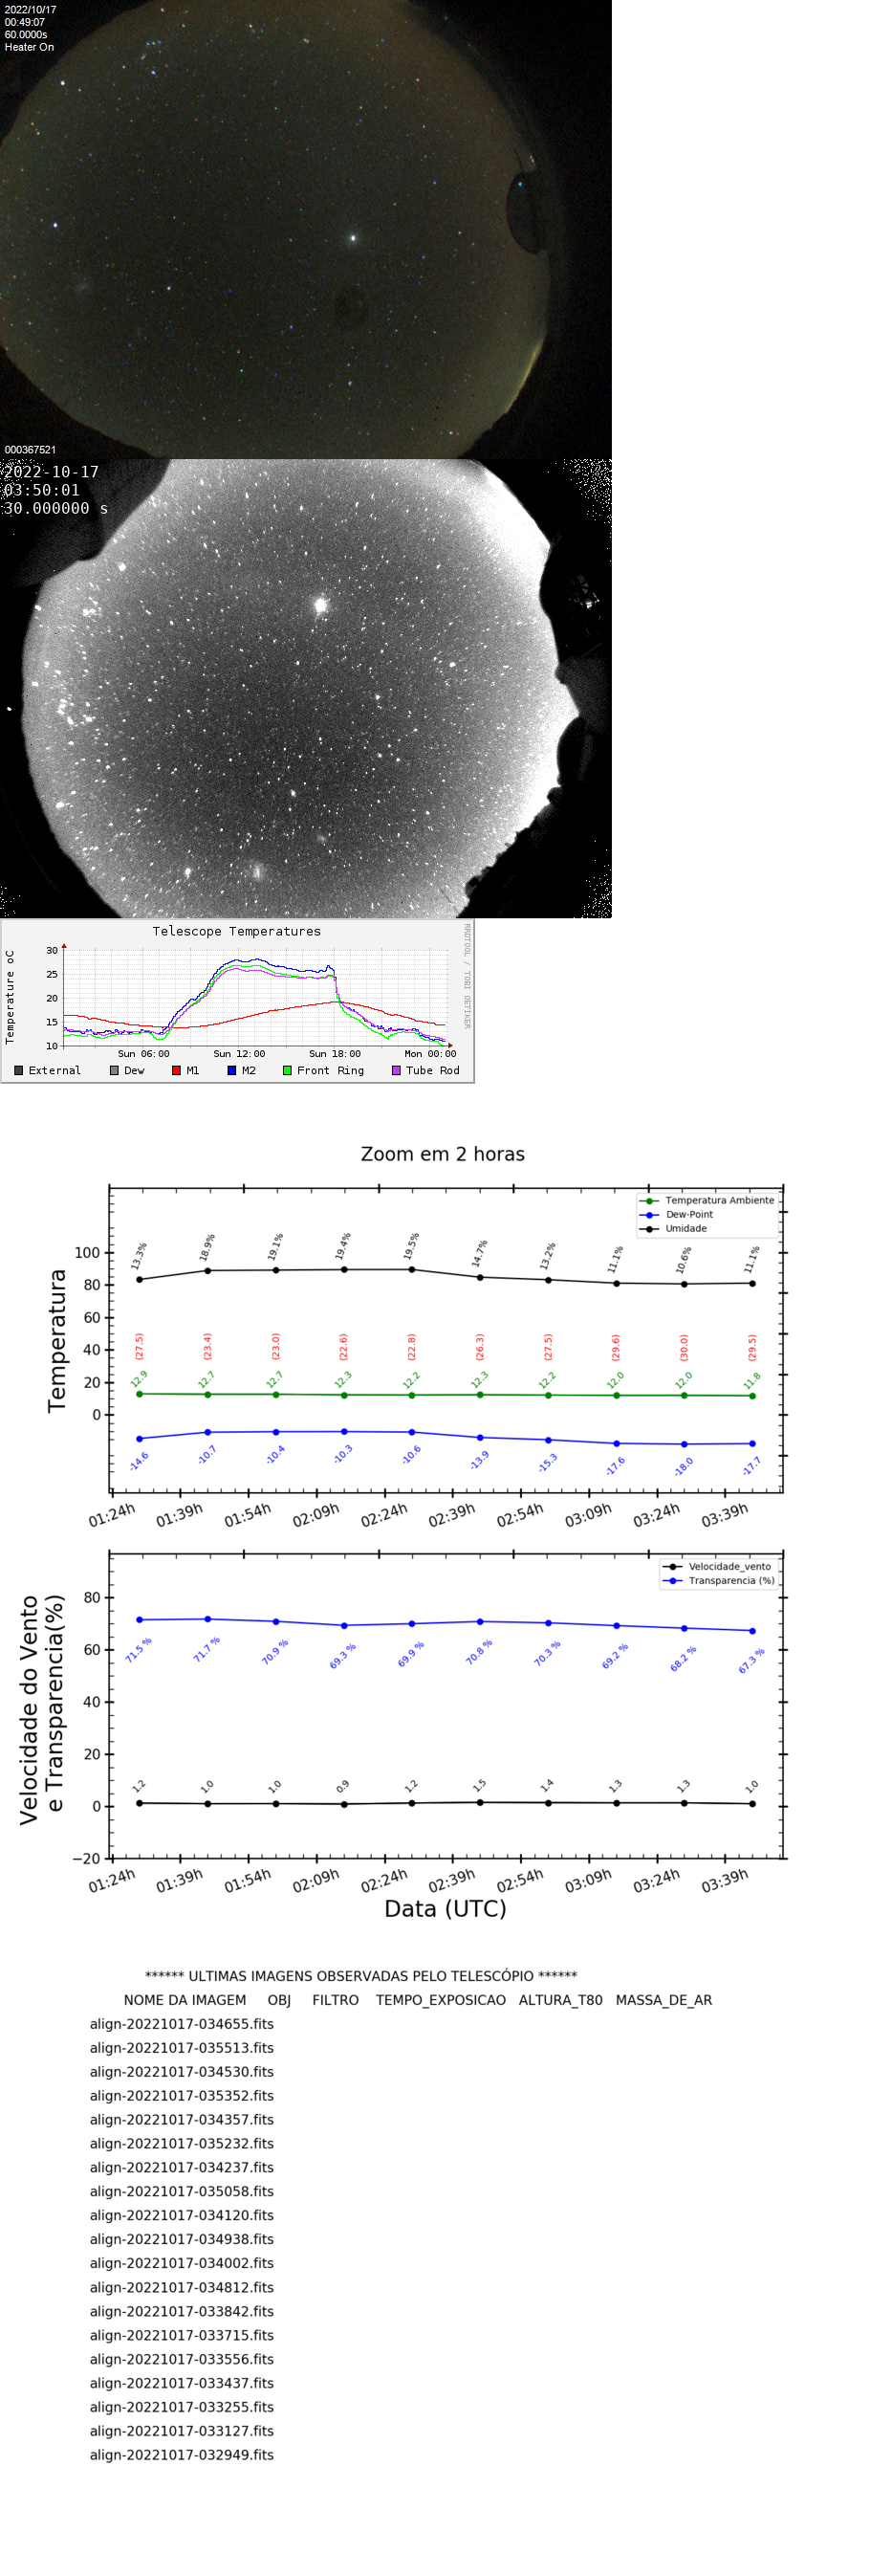 2022/10/17
00:49:07
60.0000s
Heater On
000367521
2022-10-17
03:50:01
30.000000 s
Telescope Temperatures
RRDTOOL / TOBI OETIKER
Temperature oC
30
25
20
15
10
Sun 06:00 Sun 12:00 Sun 18:00 Mon 00:00
External Dew M1 M2 Front Ring Tube Rod
Zoom em 2 horas
Temperatura Ambiente
Dew-Point
Umidade
Temperatura
100
80
60
40
20
0
13.3% 18.9% 19.1% 19.4% 19.5% 14.7% 13.2% 11.1% 10.6% 11.1%
(27.5) (23.4) (23.0) (22.6) (22.8) (26.3) (27.5) (29.6) (30.0) (29.5)
12.9 12.7 12.7 12.3 12.2 12.3 12.2 12.0 12.0 11.8
-14.6 -10.7 -10.4 -10.3 -10.6 -13.9 -15.3 -17.6 -18.0 -17.7
01:24h 01:39h 01:54h 02:09h 02:24h 02:39h 02:54h 03:09h 03:24h 03:39h
Velocidade_vento
Transparencia (%)
Velocidade do Vento
e Transparencia(%)
80
60
40
20
0
−20
71.5 % 71.7 % 70.9 % 69.3 % 69.9 % 70.8 % 70.3 % 69.2 % 68.2 % 67.3 %
1.2 1.0 1.0 0.9 1.2 1.5 1.4 1.3 1.3 1.0
01:24h 01:39h 01:54h 02:09h 02:24h 02:39h 02:54h 03:09h 03:24h 03:39h
Data (UTC)
****** ULTIMAS IMAGENS OBSERVADAS PELO TELESCÓPIO ******
NOME DA IMAGEM OBJ FILTRO TEMPO_EXPOSICAO ALTURA_T80 MASSA_DE_AR
align-20221017-034655.fits
align-20221017-035513.fits
align-20221017-034530.fits
align-20221017-035352.fits
align-20221017-034357.fits
align-20221017-035232.fits
align-20221017-034237.fits
align-20221017-035058.fits
align-20221017-034120.fits
align-20221017-034938.fits
align-20221017-034002.fits
align-20221017-034812.fits
align-20221017-033842.fits
align-20221017-033715.fits
align-20221017-033556.fits
align-20221017-033437.fits
align-20221017-033255.fits
align-20221017-033127.fits
align-20221017-032949.fits